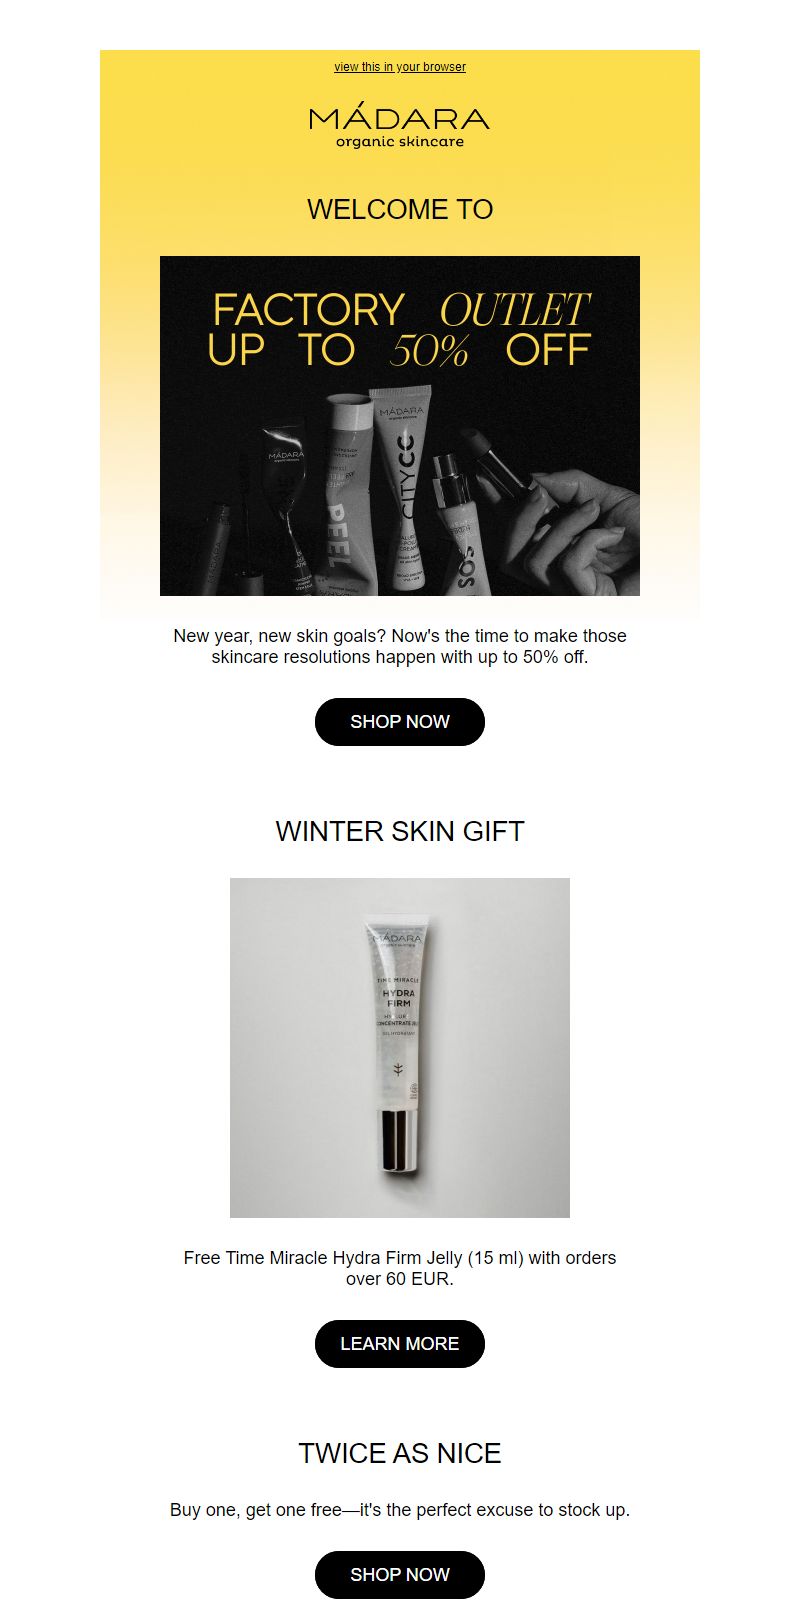 view this in your browser
MÁDARA
organic skincare
WELCOME TO
FACTORY OUTLET
UP TO 50% OFF
MÁDARA
MÁDARA
CITYCC
PEEL
SOS
New year, new skin goals? Now's the time to make those
skincare resolutions happen with up to 50% off.
SHOP NOW
WINTER SKIN GIFT
MÁDARA
TIME MIRACLE
HYDRA
FIRM
CONCENTRATE JELLY
Free Time Miracle Hydra Firm Jelly (15 ml) with orders
over 60 EUR.
LEARN MORE
TWICE AS NICE
Buy one, get one free—it's the perfect excuse to stock up.
SHOP NOW